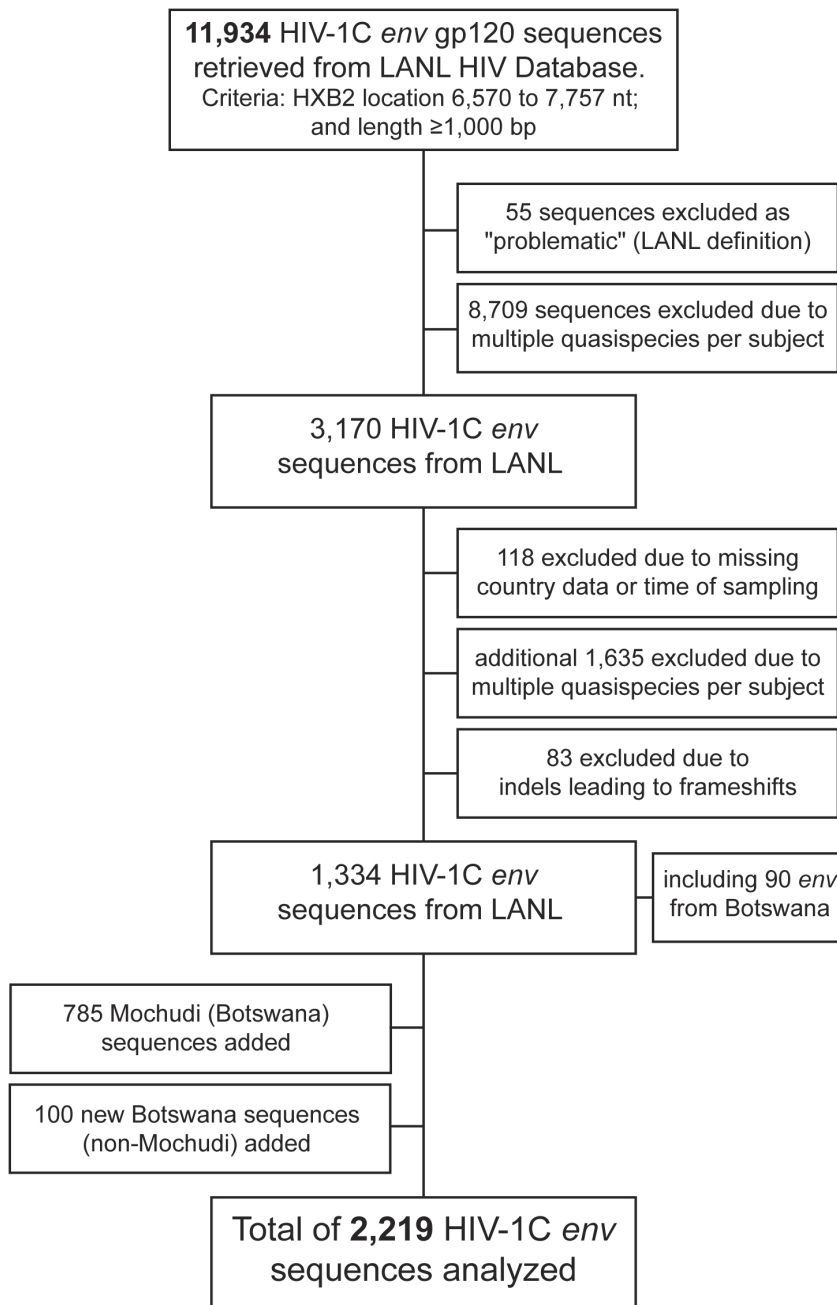 11,934 HIV-1C env gp120 sequences
retrieved from LANL HIV Database.
Criteria: HXB2 location 6,570 to 7,757 nt;
and length ≥1,000 bp
55 sequences excluded as
"problematic" (LANL definition)
8,709 sequences excluded due to
multiple quasispecies per subject
3,170 HIV-1C env
sequences from LANL
118 excluded due to missing
country data or time of sampling
additional 1,635 excluded due to
multiple quasispecies per subject
83 excluded due to
indels leading to frameshifts
1,334 HIV-1C env
sequences from LANL
including 90 env
from Botswana
785 Mochudi (Botswana)
sequences added
100 new Botswana sequences
(non-Mochudi) added
Total of 2,219 HIV-1C env
sequences analyzed